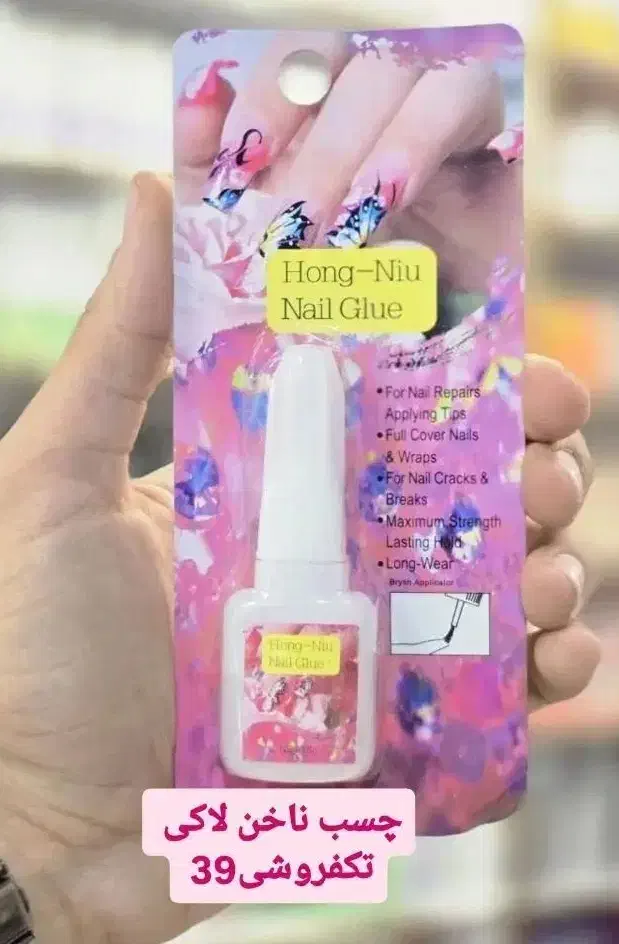 Hong-Niu
Nail Glue
•For Nail Repairs
Applying Tips
•Full Cover Nails
& Wraps
•For Nail Cracks &
Breaks
•Maximum Strength
Lasting Hold
•Long-Wear
Brush Applicator
Hong-Niu
Nail Glue
چسب ناخن لاکی
تکفروشی39